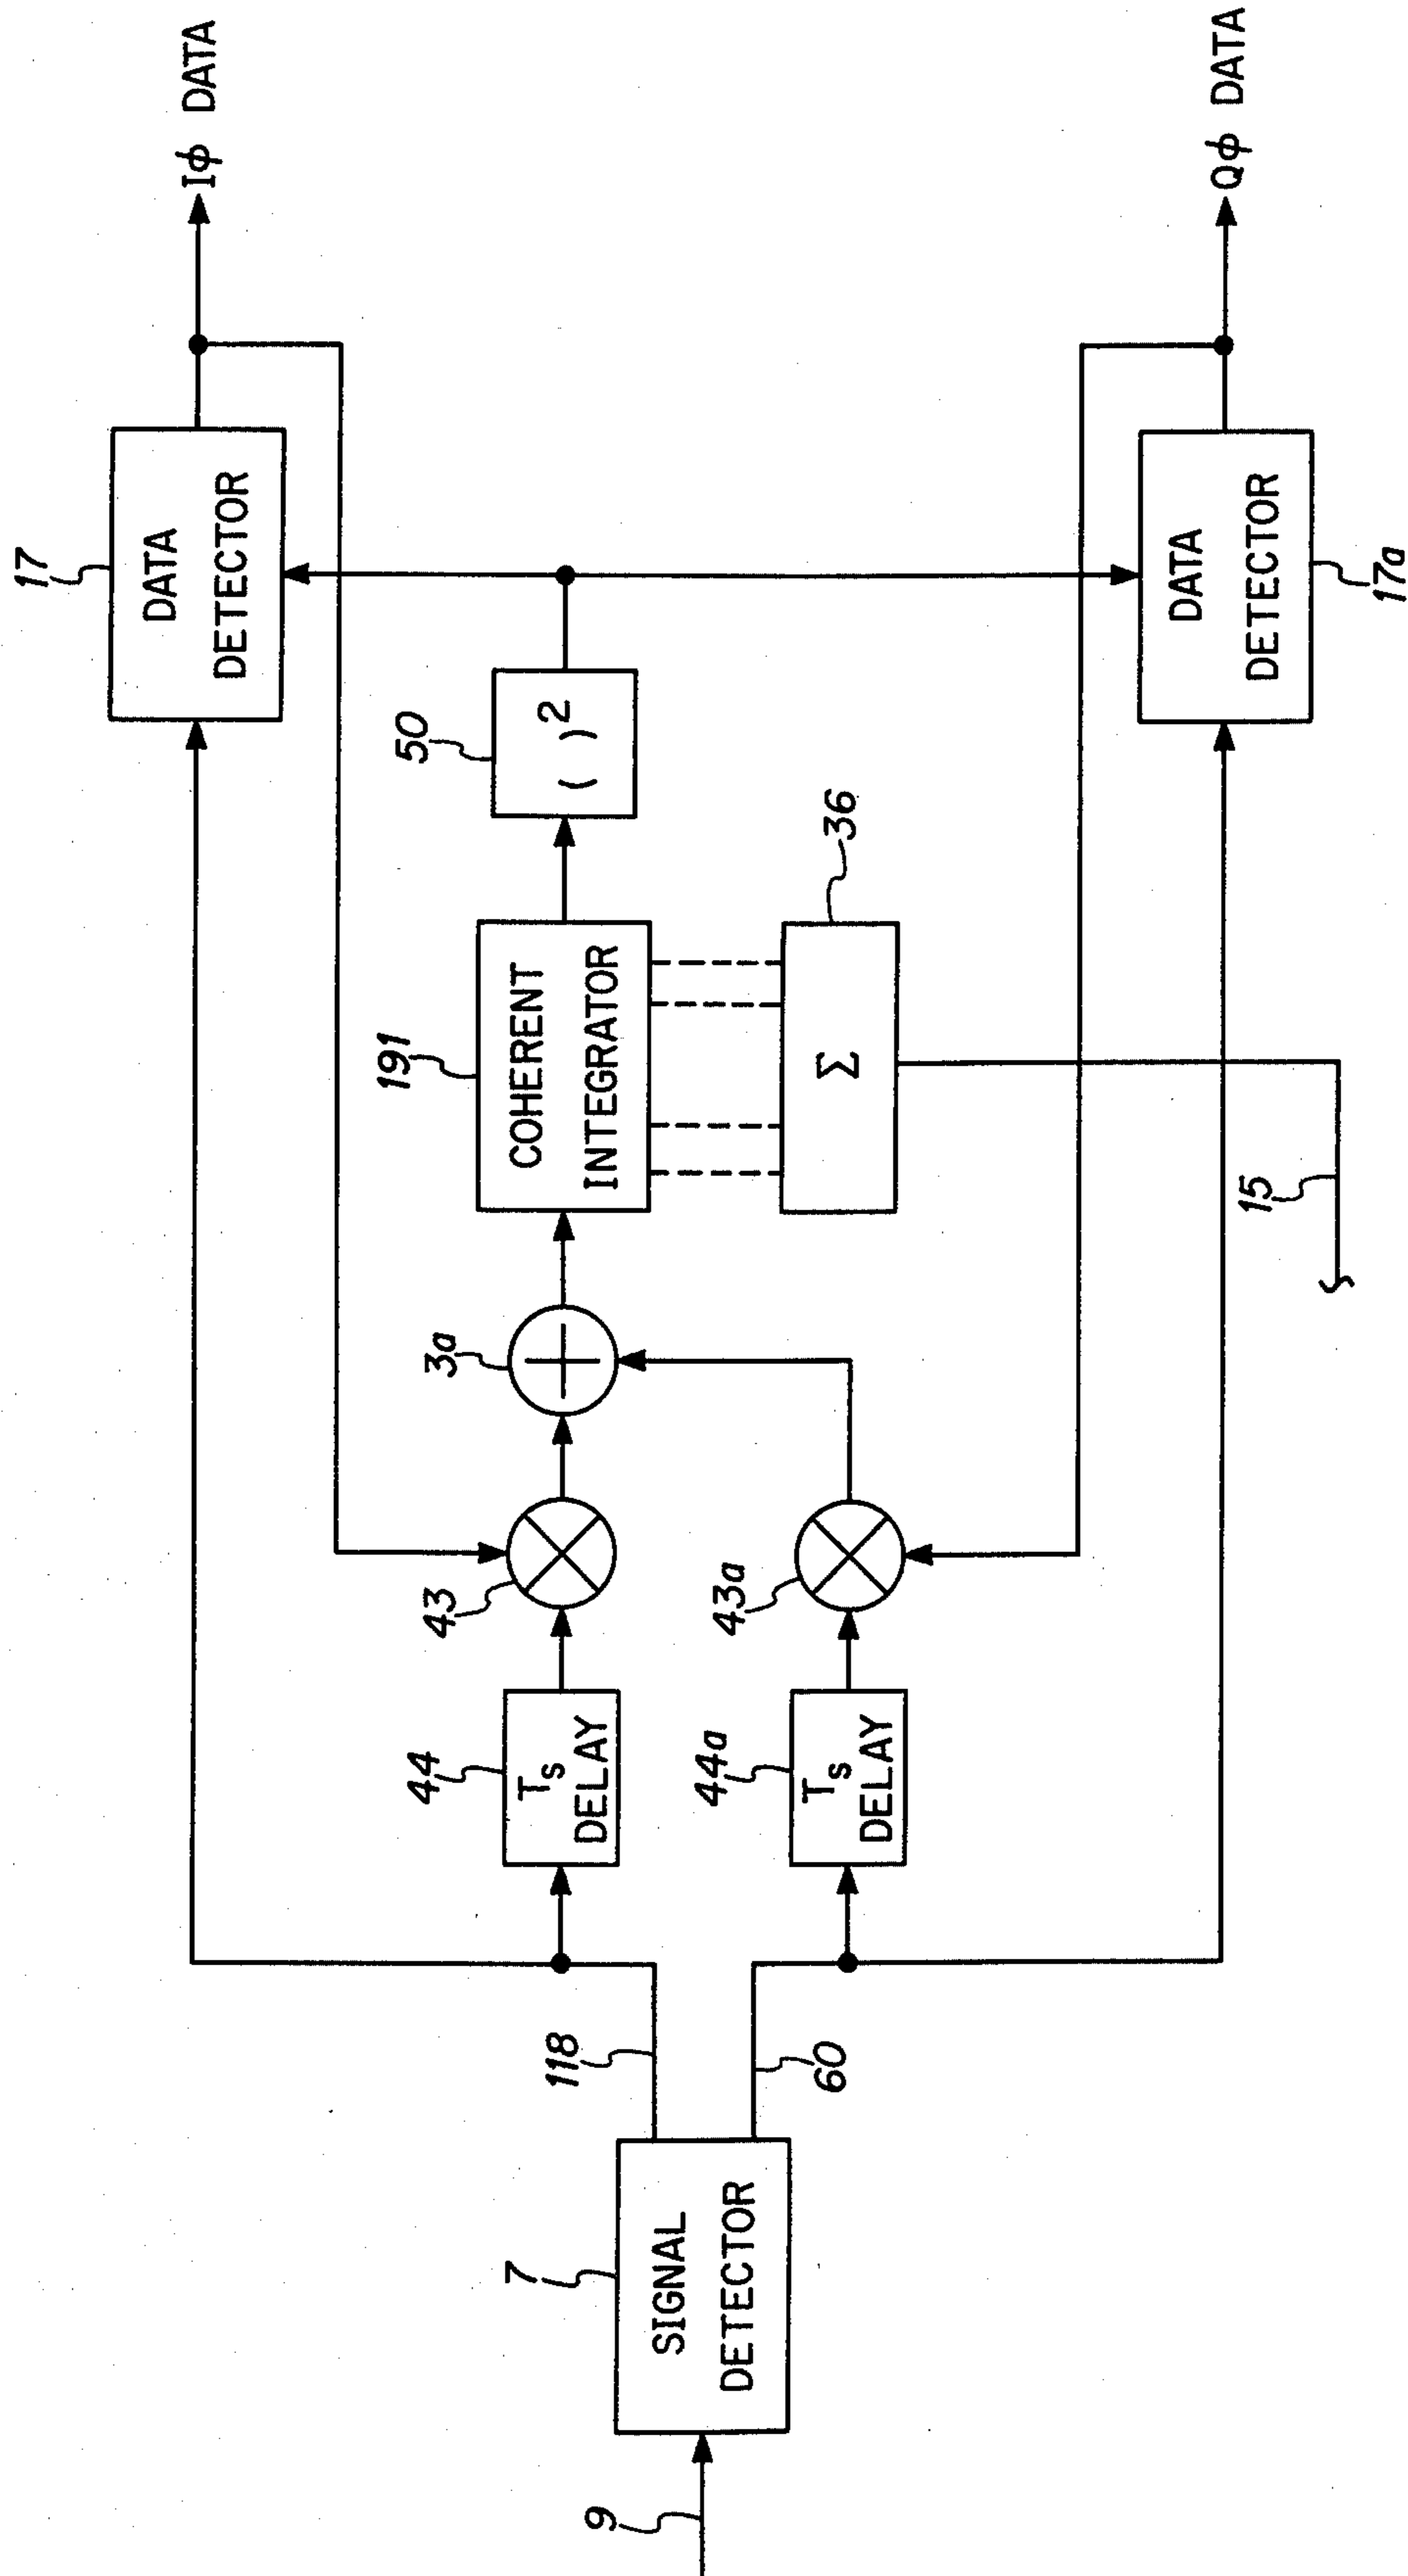 17
DATA
DETECTOR
Iϕ DATA
50
( )²
191
COHERENT
INTEGRATOR
36
Σ
3a
43
43a
44
Ts
DELAY
44a
Ts
DELAY
118
60
7
SIGNAL
DETECTOR
9
15
DATA
DETECTOR
17a
Qϕ DATA